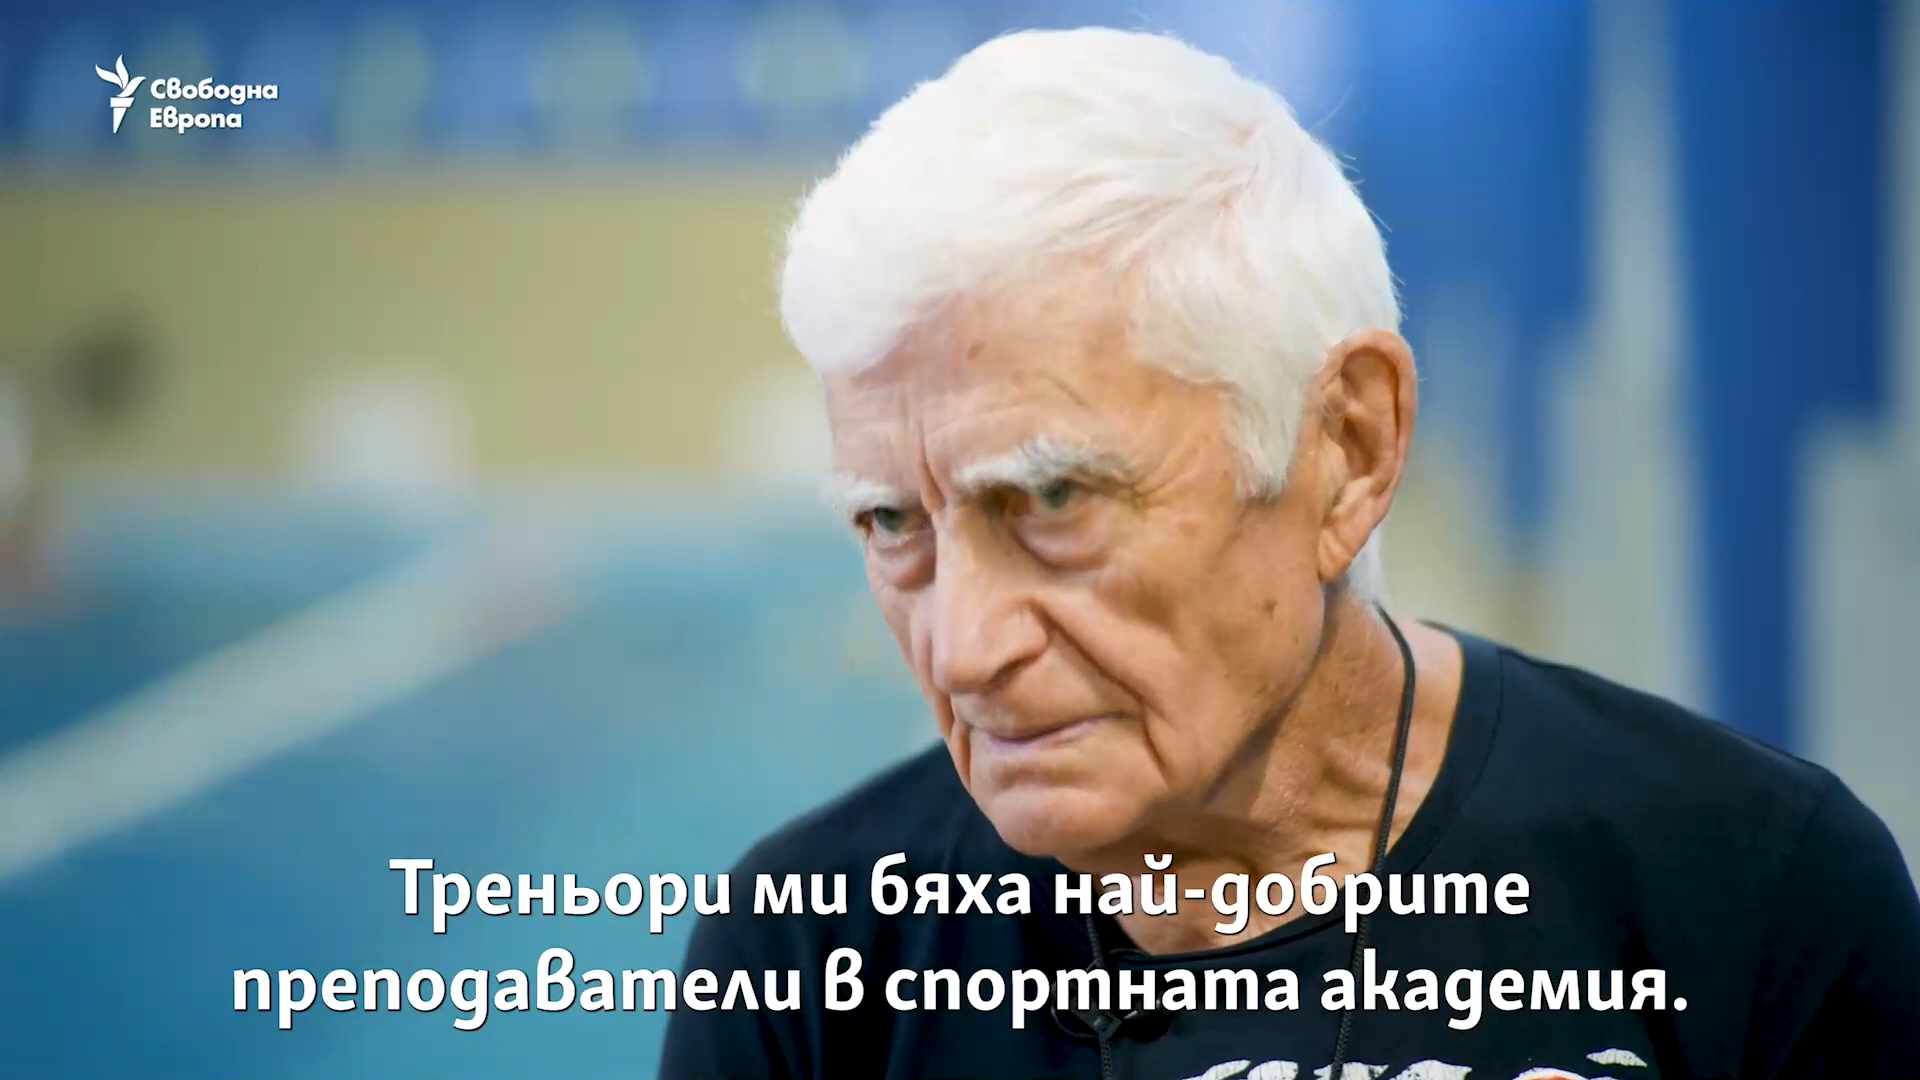 Свободна
Европа
Треньори ми бяха най-добрите
преподаватели в спортната академия.